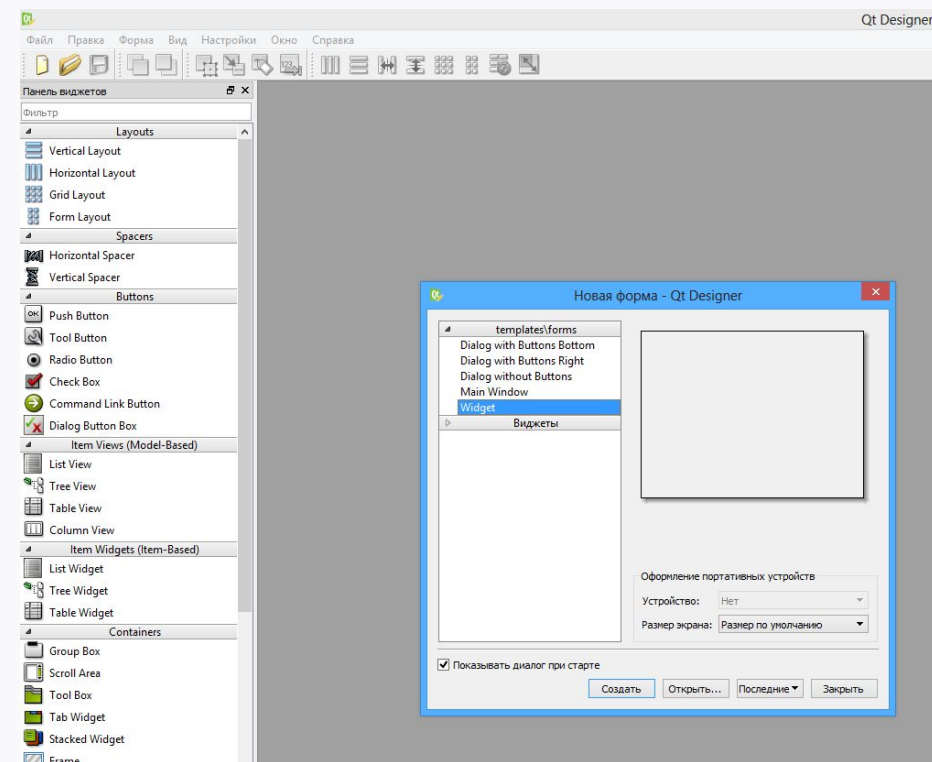 Qt Designer
Файл Правка Форма Вид Настройки Окно Справка
Панель виджетов
Фильтр
Layouts
Vertical Layout
Horizontal Layout
Grid Layout
Form Layout
Spacers
Horizontal Spacer
Vertical Spacer
Buttons
Push Button
Tool Button
Radio Button
Check Box
Command Link Button
Dialog Button Box
Item Views (Model-Based)
List View
Tree View
Table View
Column View
Item Widgets (Item-Based)
List Widget
Tree Widget
Table Widget
Containers
Group Box
Scroll Area
Tool Box
Tab Widget
Stacked Widget
Frame
Новая форма - Qt Designer
templates\forms
Dialog with Buttons Bottom
Dialog with Buttons Right
Dialog without Buttons
Main Window
Widget
Виджеты
Оформление портативных устройств
Устройство: Нет
Размер экрана: Размер по умолчанию
Показывать диалог при старте
Создать Открыть... Последние Закрыть